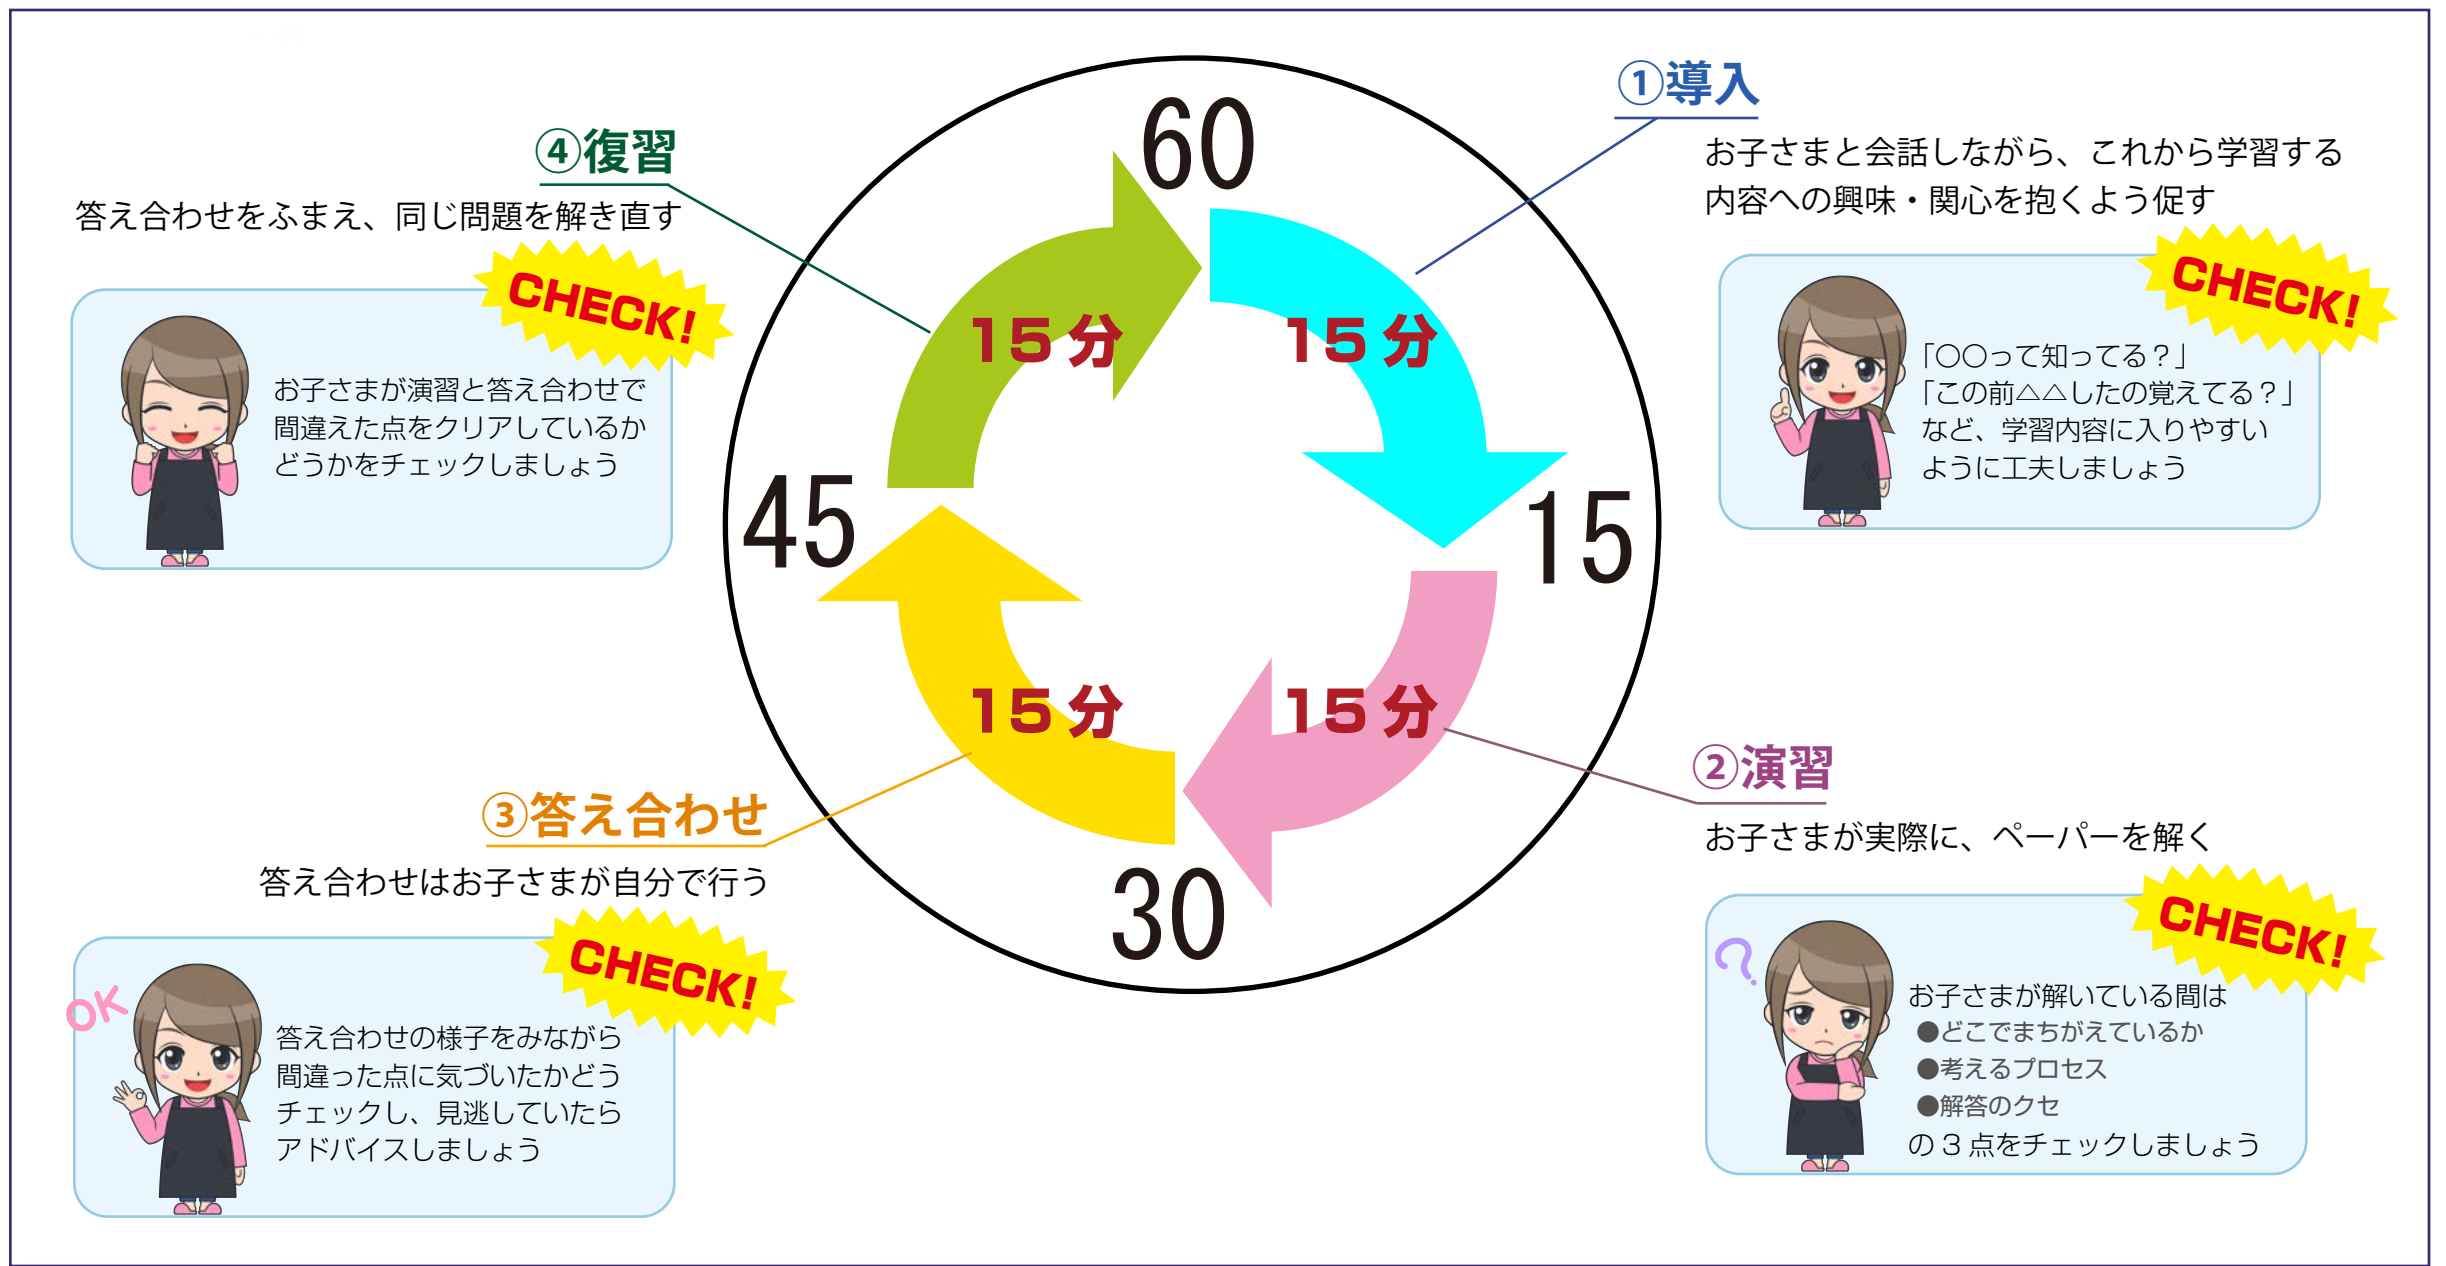 ①導入
お子さまと会話しながら、これから学習する
内容への興味・関心を抱くよう促す
CHECK!
「〇〇って知ってる？」
「この前△△したの覚えてる？」
など、学習内容に入りやすい
ように工夫しましょう
②演習
お子さまが実際に、ペーパーを解く
CHECK!
?
お子さまが解いている間は
●どこでまちがえているか
●考えるプロセス
●解答のクセ
の3点をチェックしましょう
③答え合わせ
答え合わせはお子さまが自分で行う
CHECK!
OK
答え合わせの様子をみながら
間違った点に気づいたかどう
チェックし、見逃していたら
アドバイスしましょう
④復習
答え合わせをふまえ、同じ問題を解き直す
CHECK!
お子さまが演習と答え合わせで
間違えた点をクリアしているか
どうかをチェックしましょう
60
15分
15
15分
30
15分
45
15分